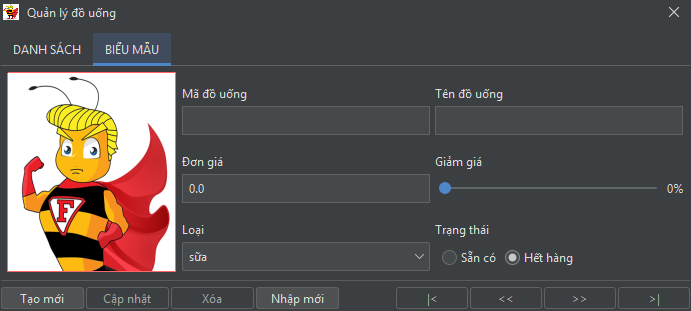 Quản lý đồ uống
DANH SÁCH BIỂU MẪU
Mã đồ uống Tên đồ uống
Đơn giá Giảm giá
0.0 0%
Loại Trạng thái
sữa Sẵn có Hết hàng
F
Tạo mới Cập nhật Xóa Nhập mới |< << >> >|